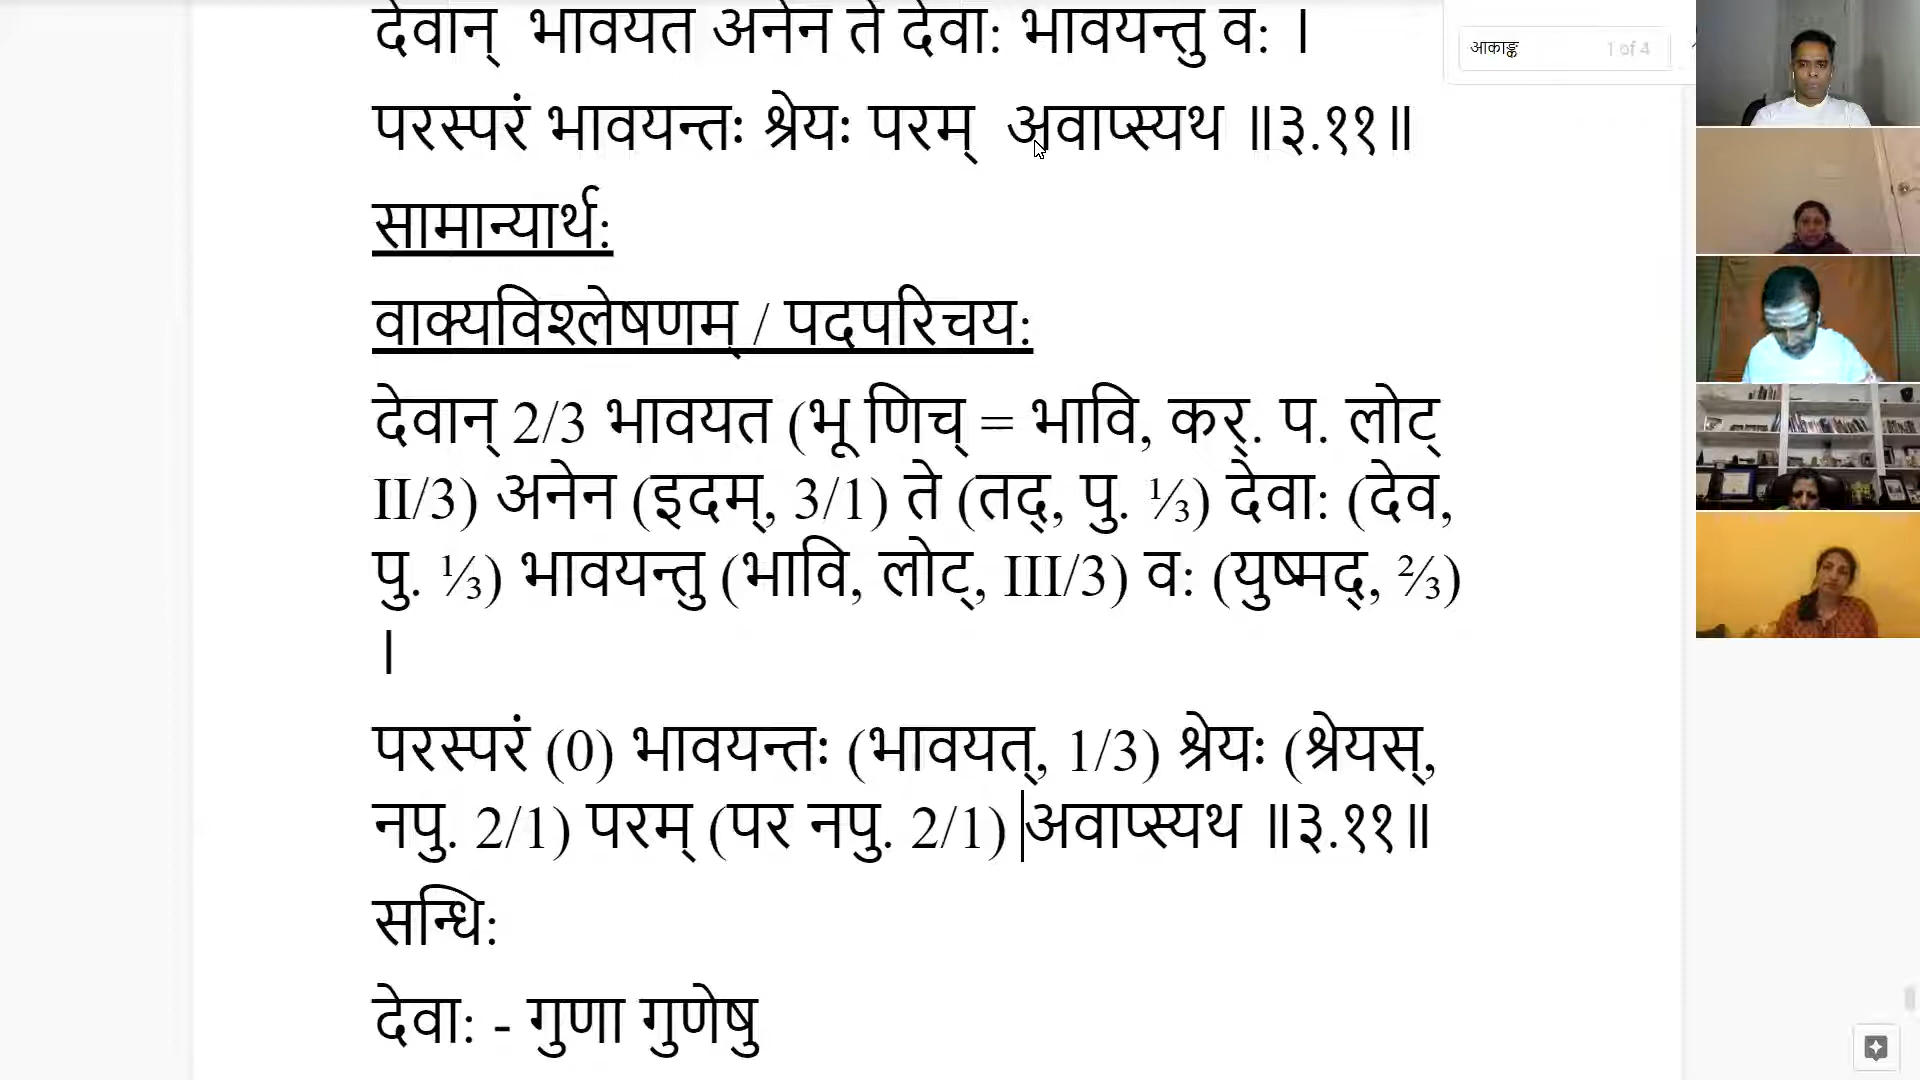 देवान्  भावयत अनेन ते देवाः भावयन्तु वः ।
आकाङ्क 1 of 4
परस्परं भावयन्तः श्रेयः परम्  अवाप्स्यथ ॥३.११॥
सामान्यार्थ:
वाक्यविश्लेषणम् / पदपरिचय:
देवान् 2/3 भावयत (भू णिच् = भावि, कर्. प. लोट्
II/3) अनेन (इदम्, 3/1) ते (तद्, पु. ⅓) देवाः (देव,
पु. ⅓) भावयन्तु (भावि, लोट्, III/3) वः (युष्मद्, ⅔)
।
परस्परं (0) भावयन्तः (भावयत्, 1/3) श्रेयः (श्रेयस्,
नपु. 2/1) परम् (पर नपु. 2/1) अवाप्स्यथ ॥३.११॥
सन्धि:
देवाः - गुणा गुणेषु